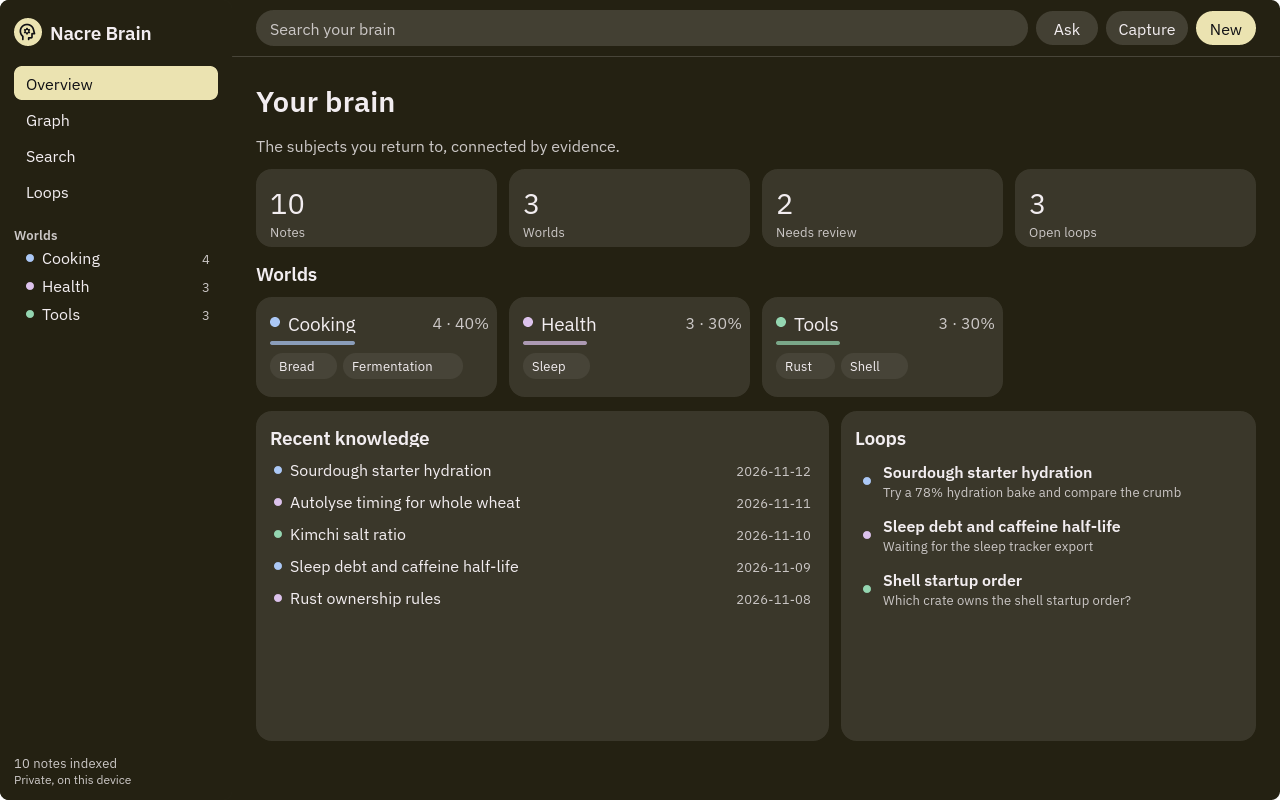 Nacre Brain
Search your brain
Ask
Capture
New
Overview
Graph
Search
Loops
Worlds
Cooking 4
Health 3
Tools 3
10 notes indexed
Private, on this device
Your brain
The subjects you return to, connected by evidence.
10
Notes
3
Worlds
2
Needs review
3
Open loops
Worlds
Cooking 4 · 40%
Bread Fermentation
Health 3 · 30%
Sleep
Tools 3 · 30%
Rust Shell
Recent knowledge
Sourdough starter hydration 2026-11-12
Autolyse timing for whole wheat 2026-11-11
Kimchi salt ratio 2026-11-10
Sleep debt and caffeine half-life 2026-11-09
Rust ownership rules 2026-11-08
Loops
Sourdough starter hydration
Try a 78% hydration bake and compare the crumb
Sleep debt and caffeine half-life
Waiting for the sleep tracker export
Shell startup order
Which crate owns the shell startup order?